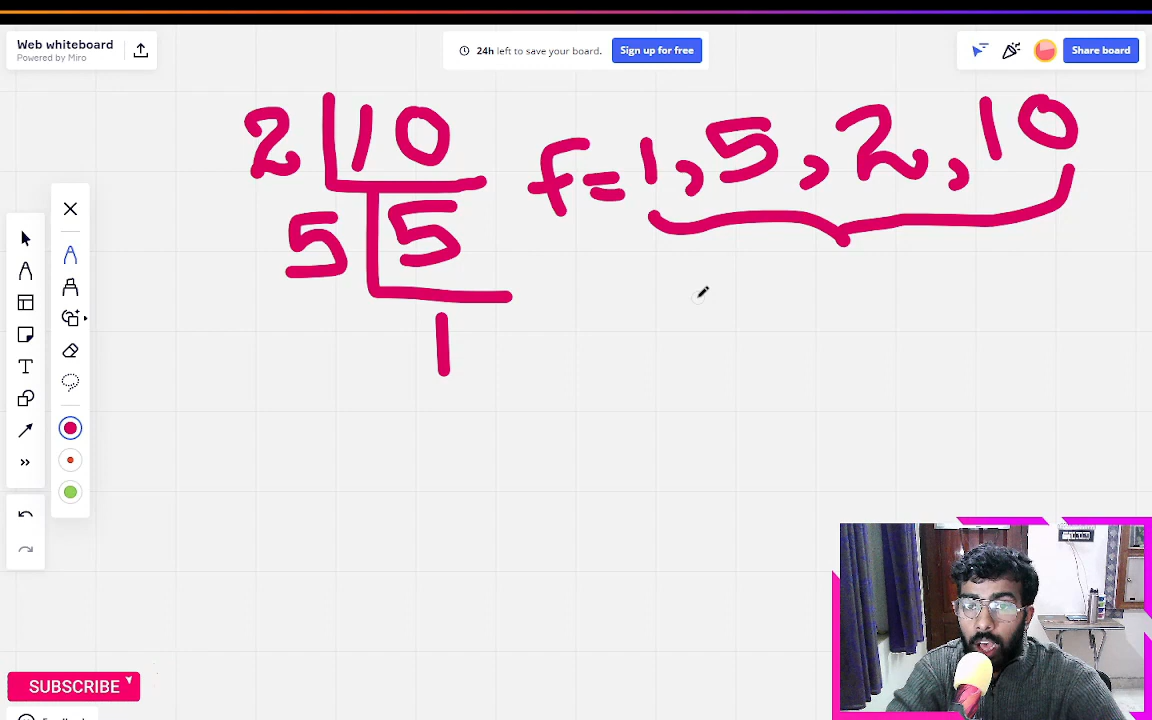 Web whiteboard
Powered by Miro
24h left to save your board.
Sign up for free
Share board
2 | 10
5 | 5
1
f = 1, 5, 2, 10
SUBSCRIBE